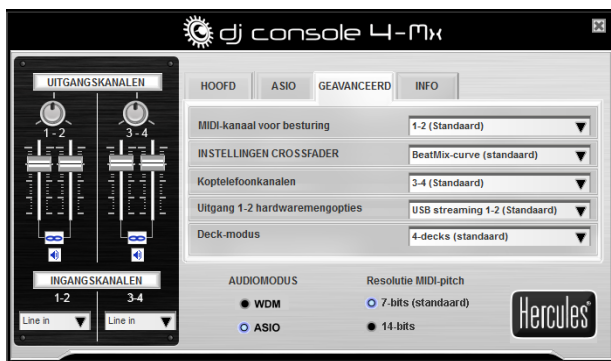 dj console 4-Mx
UITGANGSKANALEN
1 - 2
3 - 4
INGANGSKANALEN
1-2
3-4
Line in
Line in
HOOFD
ASIO
GEAVANCEERD
INFO
MIDI-kanaal voor besturing
1-2 (Standaard)
INSTELLINGEN CROSSFADER
BeatMix-curve (standaard)
Koptelefoonkanalen
3-4 (Standaard)
Uitgang 1-2 hardwaremengopties
USB streaming 1-2 (Standaard)
Deck-modus
4-decks (standaard)
AUDIOMODUS
WDM
ASIO
Resolutie MIDI-pitch
7-bits (standaard)
14-bits
Hercules